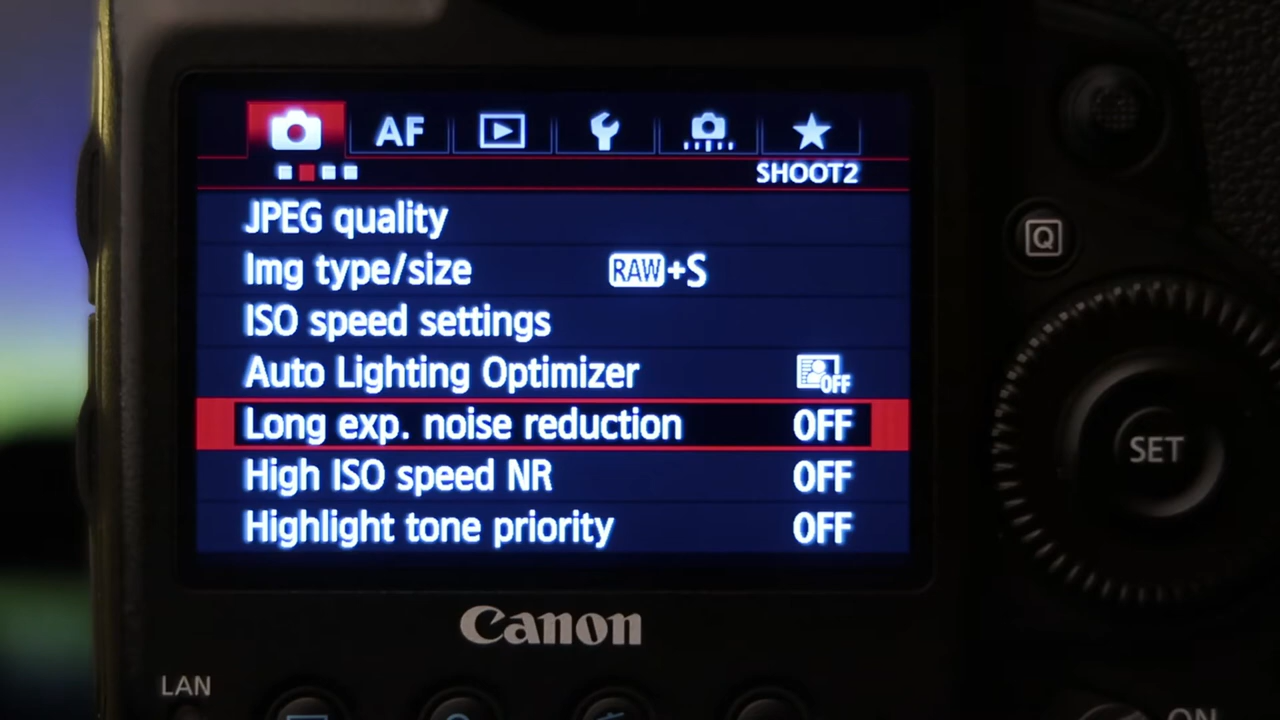 AF
SHOOT2
JPEG quality
Img type/size RAW+S
ISO speed settings
Auto Lighting Optimizer OFF
Long exp. noise reduction OFF
High ISO speed NR OFF
Highlight tone priority OFF
Q
SET
Canon
LAN
ON